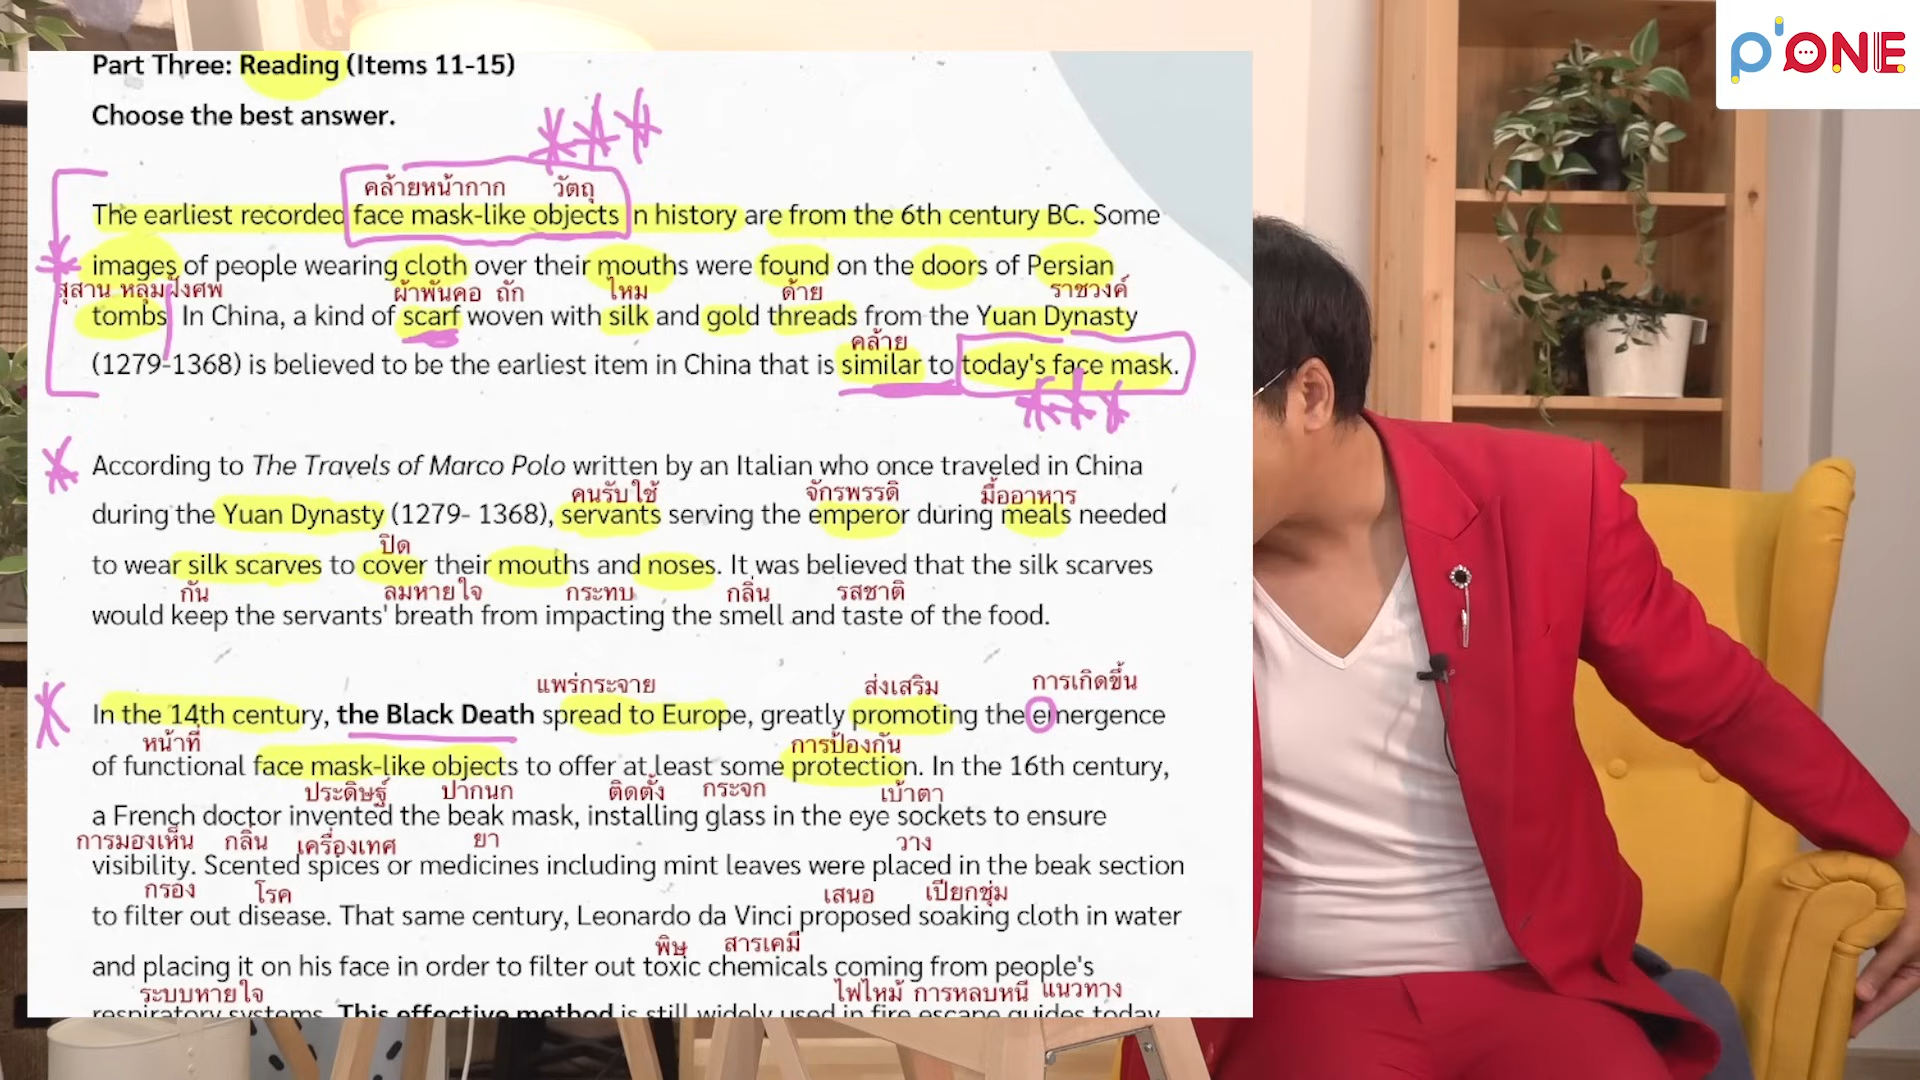 P'ONE
Part Three: Reading (Items 11-15)
Choose the best answer.
คล้ายหน้ากาก วัตถุ
The earliest recorded face mask-like objects in history are from the 6th century BC. Some
images of people wearing cloth over their mouths were found on the doors of Persian
สุสาน หลุมฝังศพ ผ้าพันคอ ถัก ไหม ด้าย ราชวงค์
tombs. In China, a kind of scarf woven with silk and gold threads from the Yuan Dynasty
คล้าย
(1279-1368) is believed to be the earliest item in China that is similar to today's face mask.
According to The Travels of Marco Polo written by an Italian who once traveled in China
คนรับใช้ จักรพรรดิ มื้ออาหาร
during the Yuan Dynasty (1279- 1368), servants serving the emperor during meals needed
ปิด
to wear silk scarves to cover their mouths and noses. It was believed that the silk scarves
กัน ลมหายใจ กระทบ กลิ่น รสชาติ
would keep the servants' breath from impacting the smell and taste of the food.
แพร่กระจาย ส่งเสริม การเกิดขึ้น
In the 14th century, the Black Death spread to Europe, greatly promoting the emergence
หน้าที่ การป้องกัน
of functional face mask-like objects to offer at least some protection. In the 16th century,
ประดิษฐ์ ปากนก ติดตั้ง กระจก เบ้าตา
a French doctor invented the beak mask, installing glass in the eye sockets to ensure
การมองเห็น กลิ่น เครื่องเทศ ยา วาง
visibility. Scented spices or medicines including mint leaves were placed in the beak section
กรอง โรค เสนอ เปียกชุ่ม
to filter out disease. That same century, Leonardo da Vinci proposed soaking cloth in water
พิษ สารเคมี
and placing it on his face in order to filter out toxic chemicals coming from people's
ระบบหายใจ ไฟไหม้ การหลบหนี แนวทาง
respiratory systems. This effective method is still widely used in fire escape guides today.